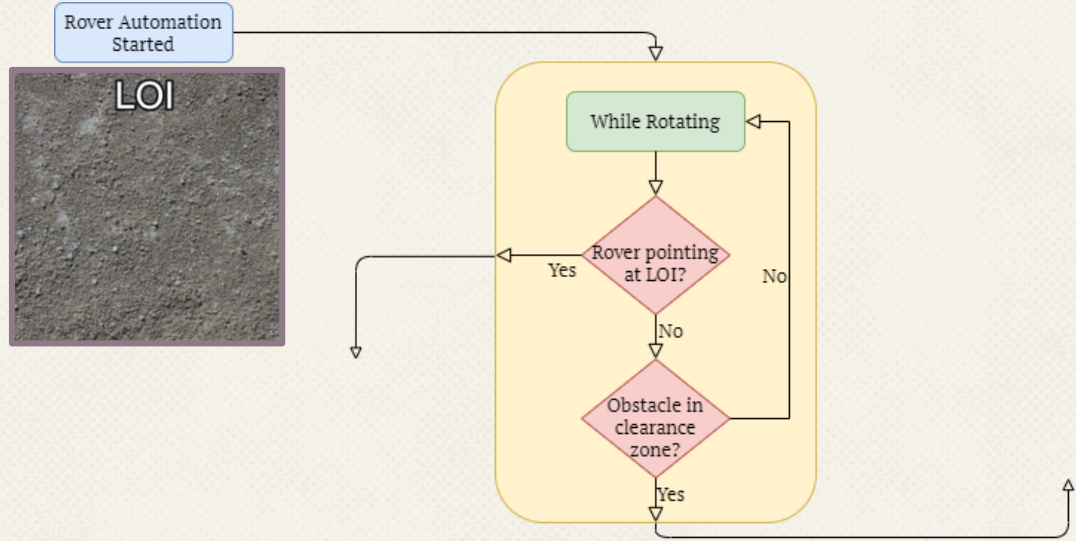 Rover Automation
Started
LOI
While Rotating
Rover pointing
at LOI?
Yes
No
No
Obstacle in
clearance
zone?
Yes